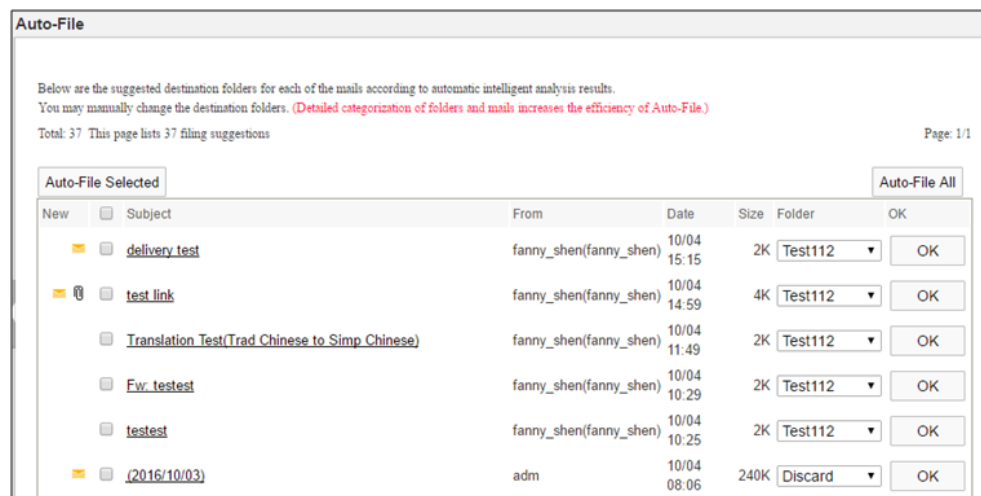 Auto-File
Below are the suggested destination folders for each of the mails according to automatic intelligent analysis results.
You may manually change the destination folders. (Detailed categorization of folders and mails increases the efficiency of Auto-File.)
Total: 37 This page lists 37 filing suggestions Page: 1/1
Auto-File Selected Auto-File All
New Subject From Date Size Folder OK
delivery test fanny_shen(fanny_shen) 10/04 15:15 2K Test112 OK
test link fanny_shen(fanny_shen) 10/04 14:59 4K Test112 OK
Translation Test(Trad Chinese to Simp Chinese) fanny_shen(fanny_shen) 10/04 11:49 2K Test112 OK
Fw: testest fanny_shen(fanny_shen) 10/04 10:29 2K Test112 OK
testest fanny_shen(fanny_shen) 10/04 10:25 2K Test112 OK
(2016/10/03) adm 10/04 08:06 240K Discard OK